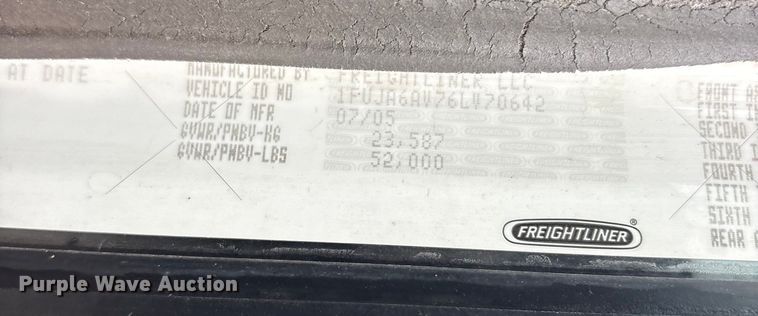 AT DATE
MANUFACTURED BY FREIGHTLINER LLC
VEHICLE ID NO 1FUJA6AV76LV70642
DATE OF MFR 07/05
GVWR/PNBV-KG 23,587
GVWR/PNBV-LBS 52,000
FRONT A
FIRST I
SECOND
THIRD I
FOURTH
FIFTH
SIXTH
REAR
FREIGHTLINER®
Purple Wave Auction